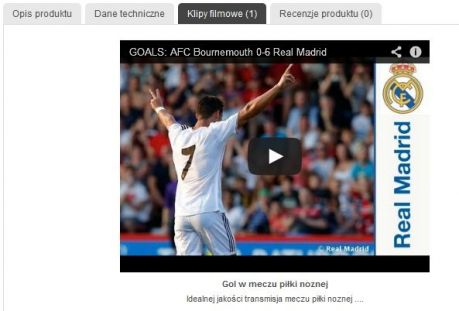 Opis produktu
Dane techniczne
Klipy filmowe (1)
Recenzje produktu (0)
GOALS: AFC Bournemouth 0-6 Real Madrid
7
Real Madrid
© Real Madrid
Gol w meczu piłki noznej
Idealnej jakości transmisja meczu piłki noznej ....